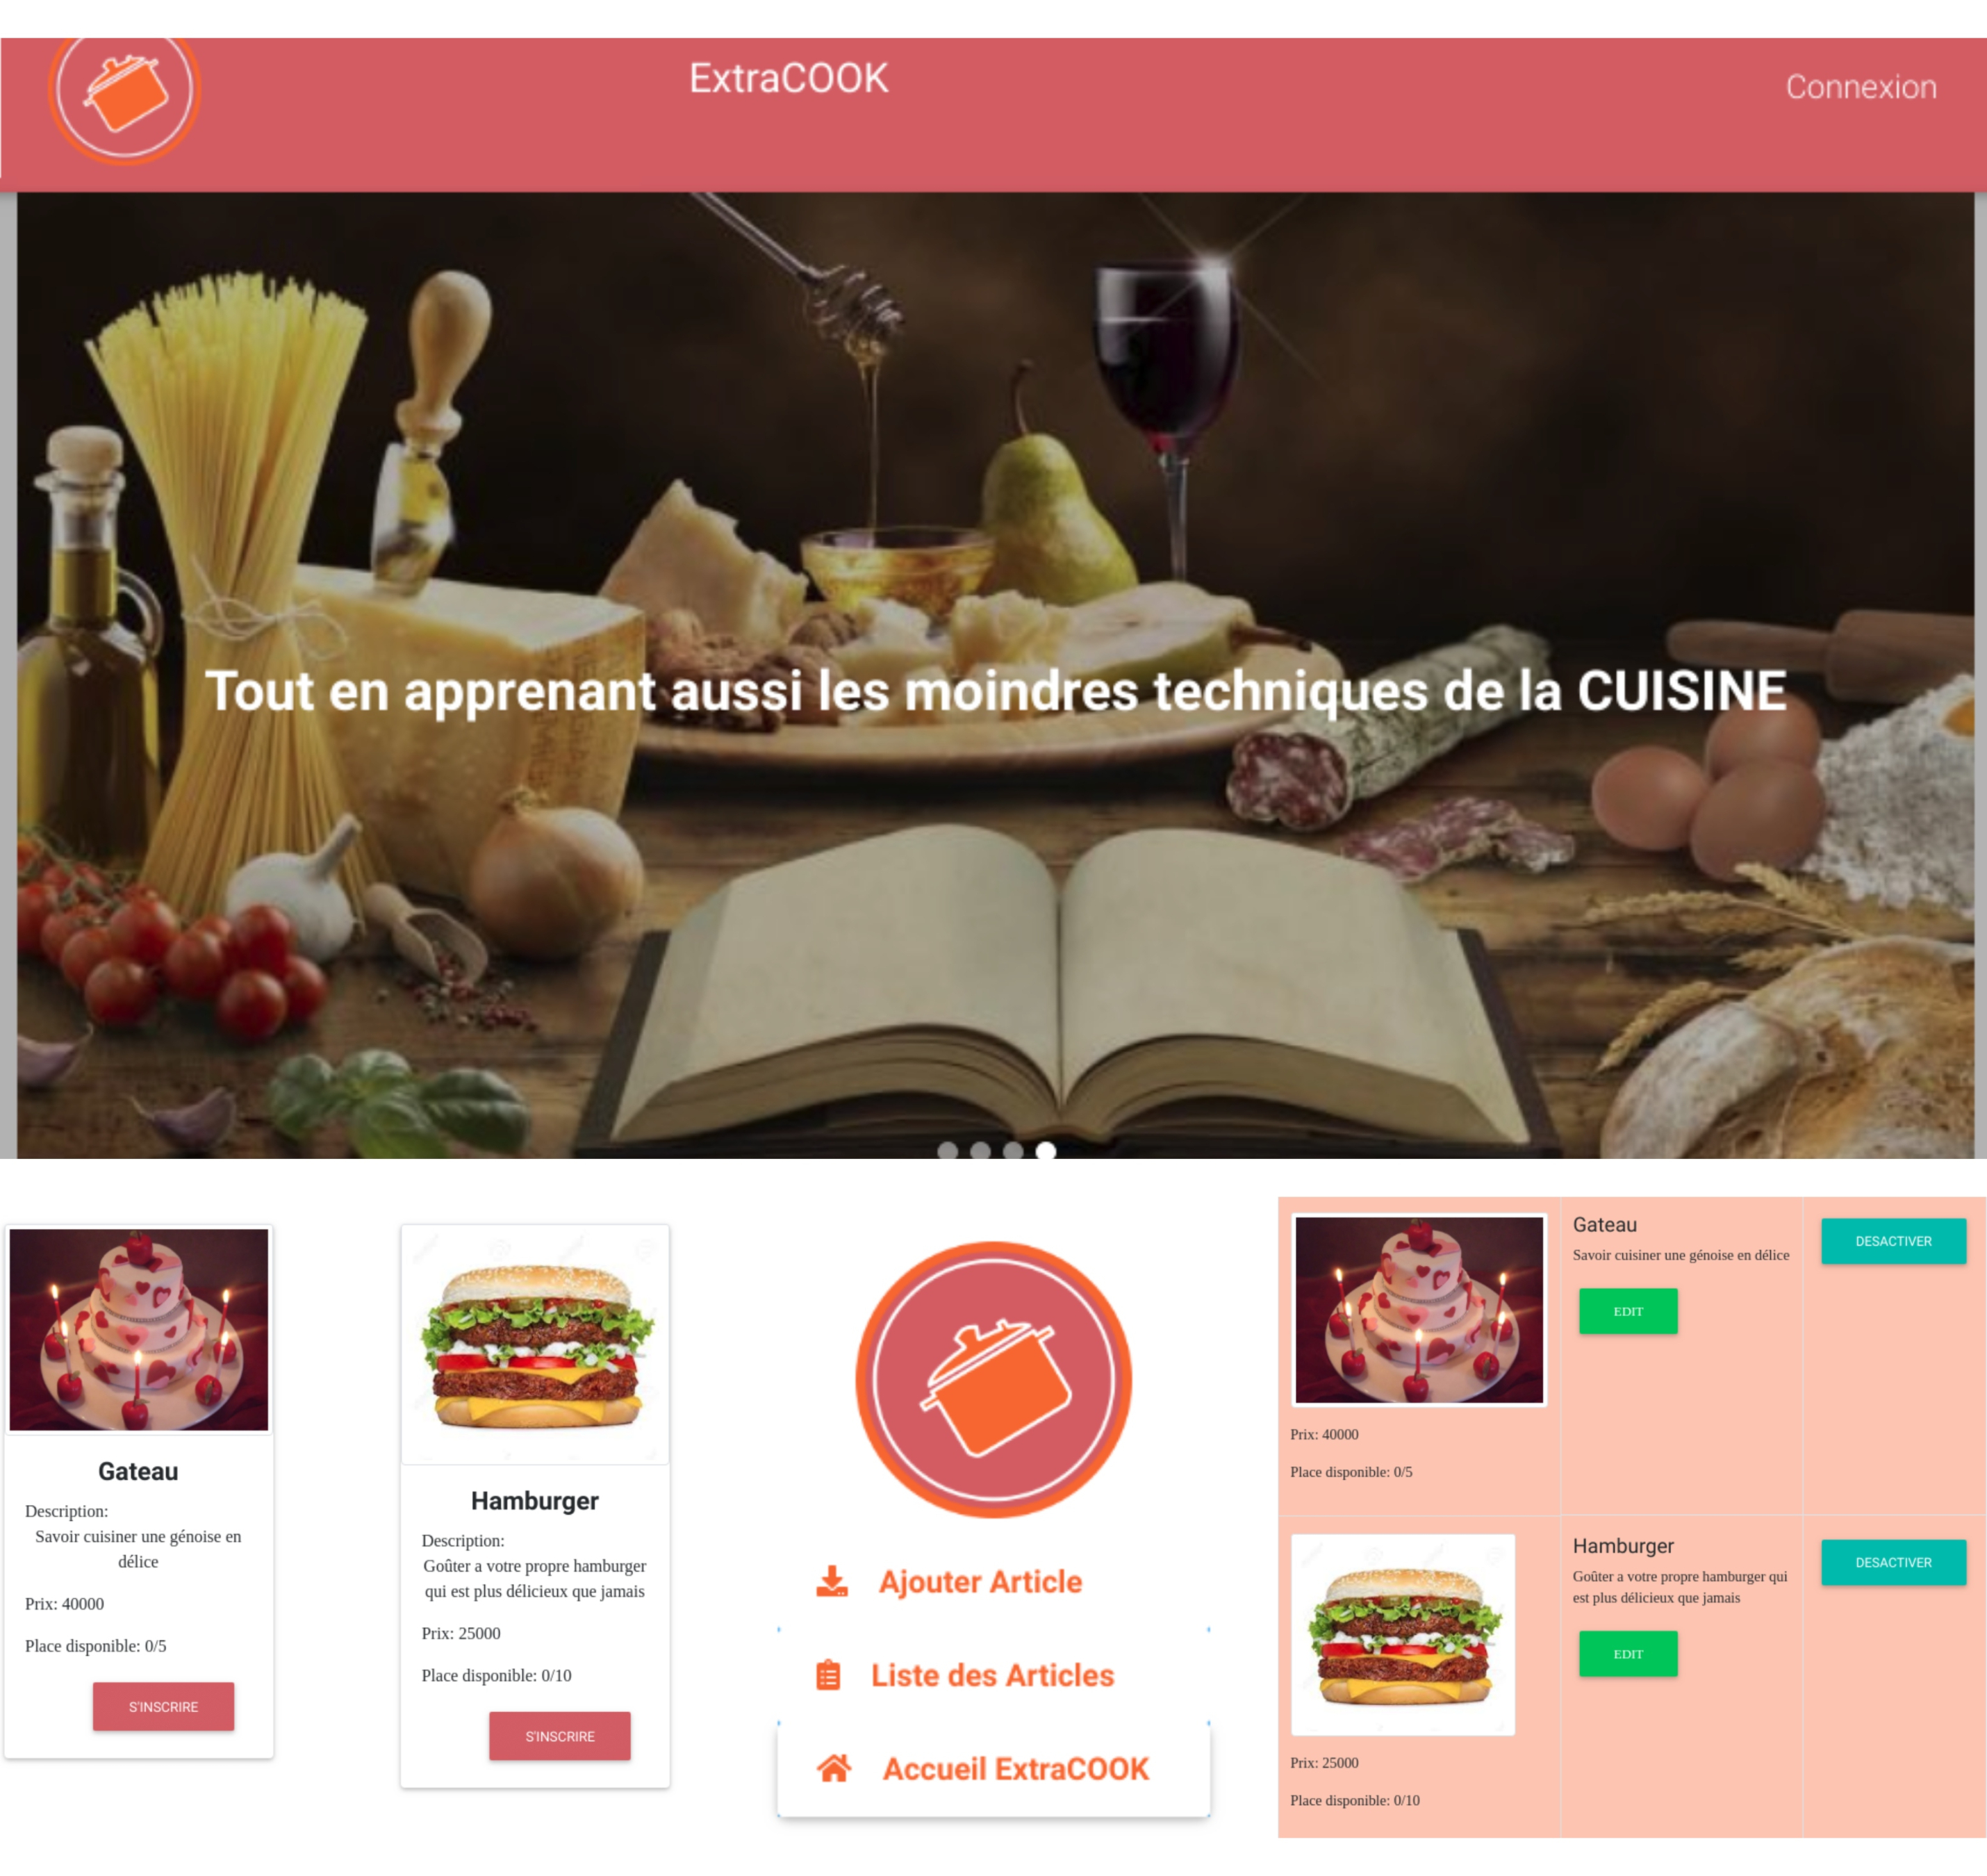 ExtraCOOK
Connexion
Tout en apprenant aussi les moindres techniques de la CUISINE
Gateau
Description:
Savoir cuisiner une génoise en
délice
Prix: 40000
Place disponible: 0/5
S'INSCRIRE
Hamburger
Description:
Goûter a votre propre hamburger
qui est plus délicieux que jamais
Prix: 25000
Place disponible: 0/10
S'INSCRIRE
Ajouter Article
Liste des Articles
Accueil ExtraCOOK
Gateau
Savoir cuisiner une génoise en délice
EDIT
DESACTIVER
Prix: 40000
Place disponible: 0/5
Hamburger
Goûter a votre propre hamburger qui
est plus délicieux que jamais
EDIT
DESACTIVER
Prix: 25000
Place disponible: 0/10